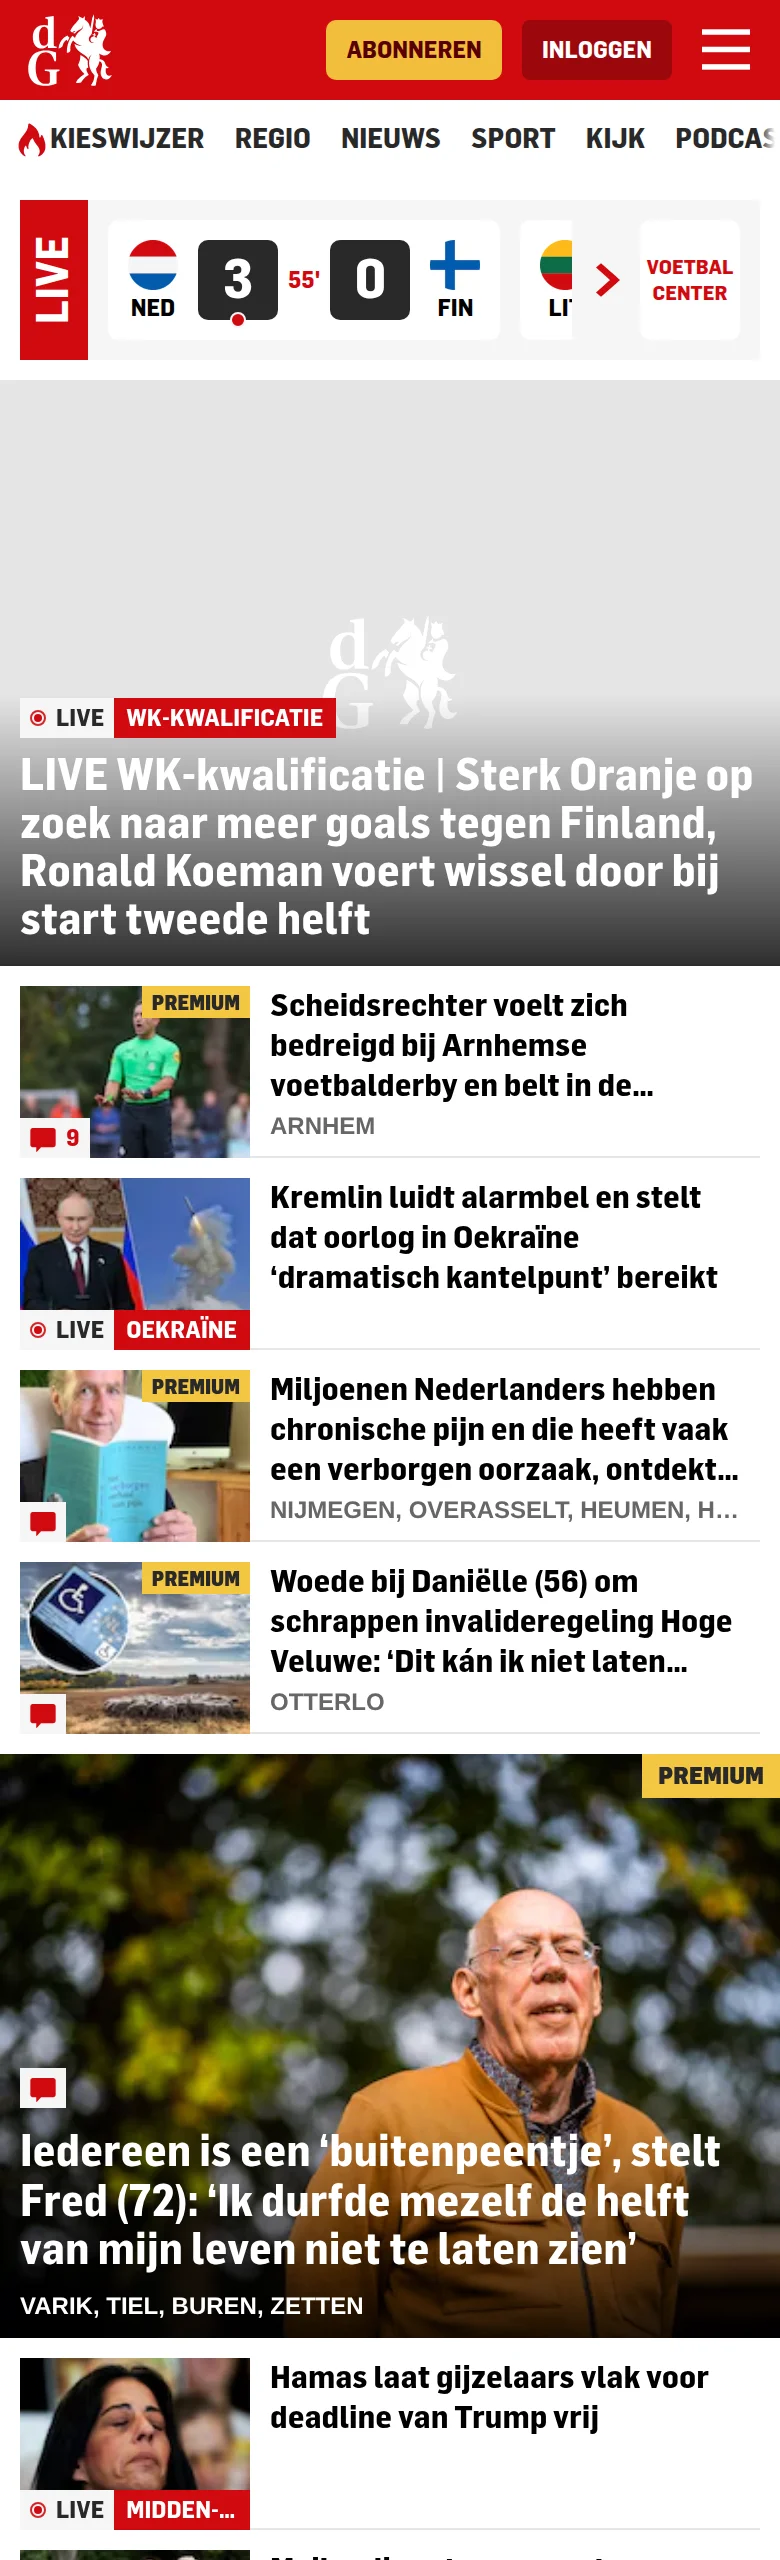 dG
ABONNEREN
INLOGGEN
KIESWIJZER REGIO NIEUWS SPORT KIJK PODCAS
LIVE
NED 3 55' 0 FIN
LIT
VOETBAL
CENTER
dG
LIVE WK-KWALIFICATIE
LIVE WK-kwalificatie | Sterk Oranje op
zoek naar meer goals tegen Finland,
Ronald Koeman voert wissel door bij
start tweede helft
PREMIUM
9
Scheidsrechter voelt zich
bedreigd bij Arnhemse
voetbalderby en belt in de...
ARNHEM
LIVE OEKRAÏNE
Kremlin luidt alarmbel en stelt
dat oorlog in Oekraïne
‘dramatisch kantelpunt’ bereikt
PREMIUM
Miljoenen Nederlanders hebben
chronische pijn en die heeft vaak
een verborgen oorzaak, ontdekt...
NIJMEGEN, OVERASSELT, HEUMEN, H...
PREMIUM
Woede bij Daniëlle (56) om
schrappen invalideregeling Hoge
Veluwe: ‘Dit kán ik niet laten...
OTTERLO
PREMIUM
Iedereen is een ‘buitenpeentje’, stelt
Fred (72): ‘Ik durfde mezelf de helft
van mijn leven niet te laten zien’
VARIK, TIEL, BUREN, ZETTEN
LIVE MIDDEN-...
Hamas laat gijzelaars vlak voor
deadline van Trump vrij